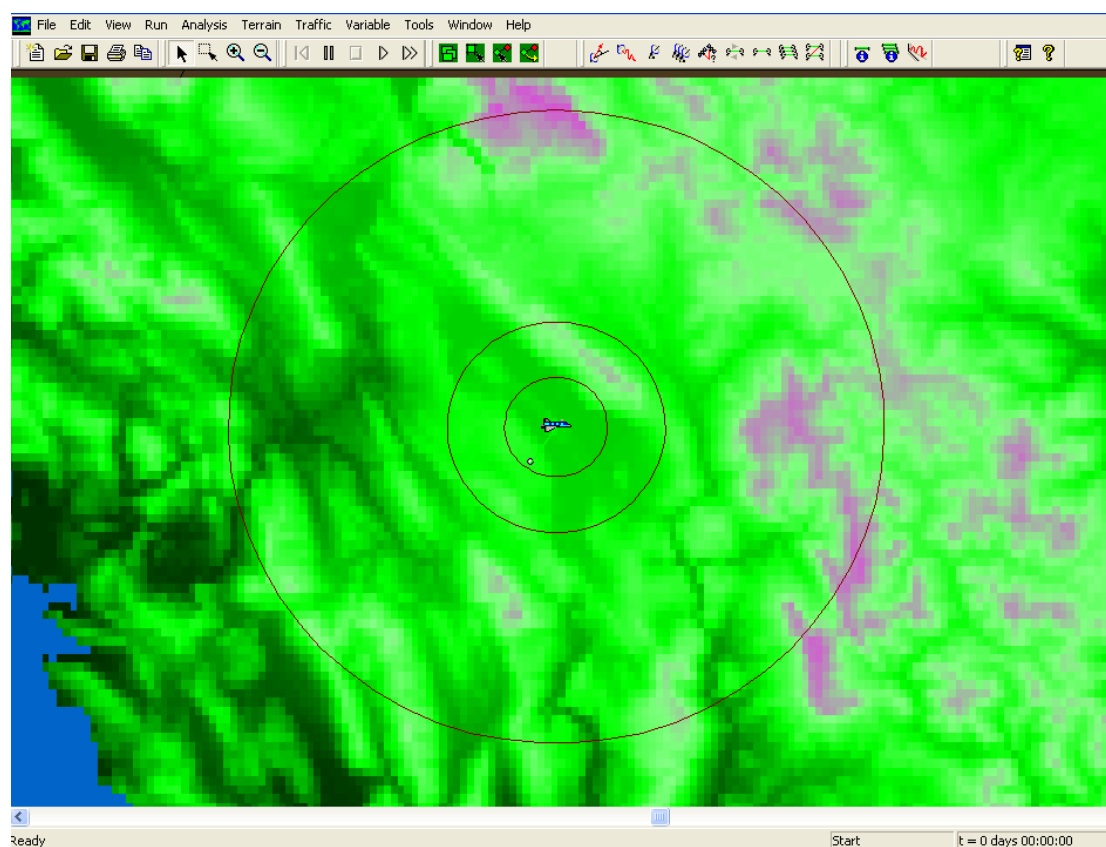 File Edit View Run Analysis Terrain Traffic Variable Tools Window Help
Ready Start t = 0 days 00:00:00